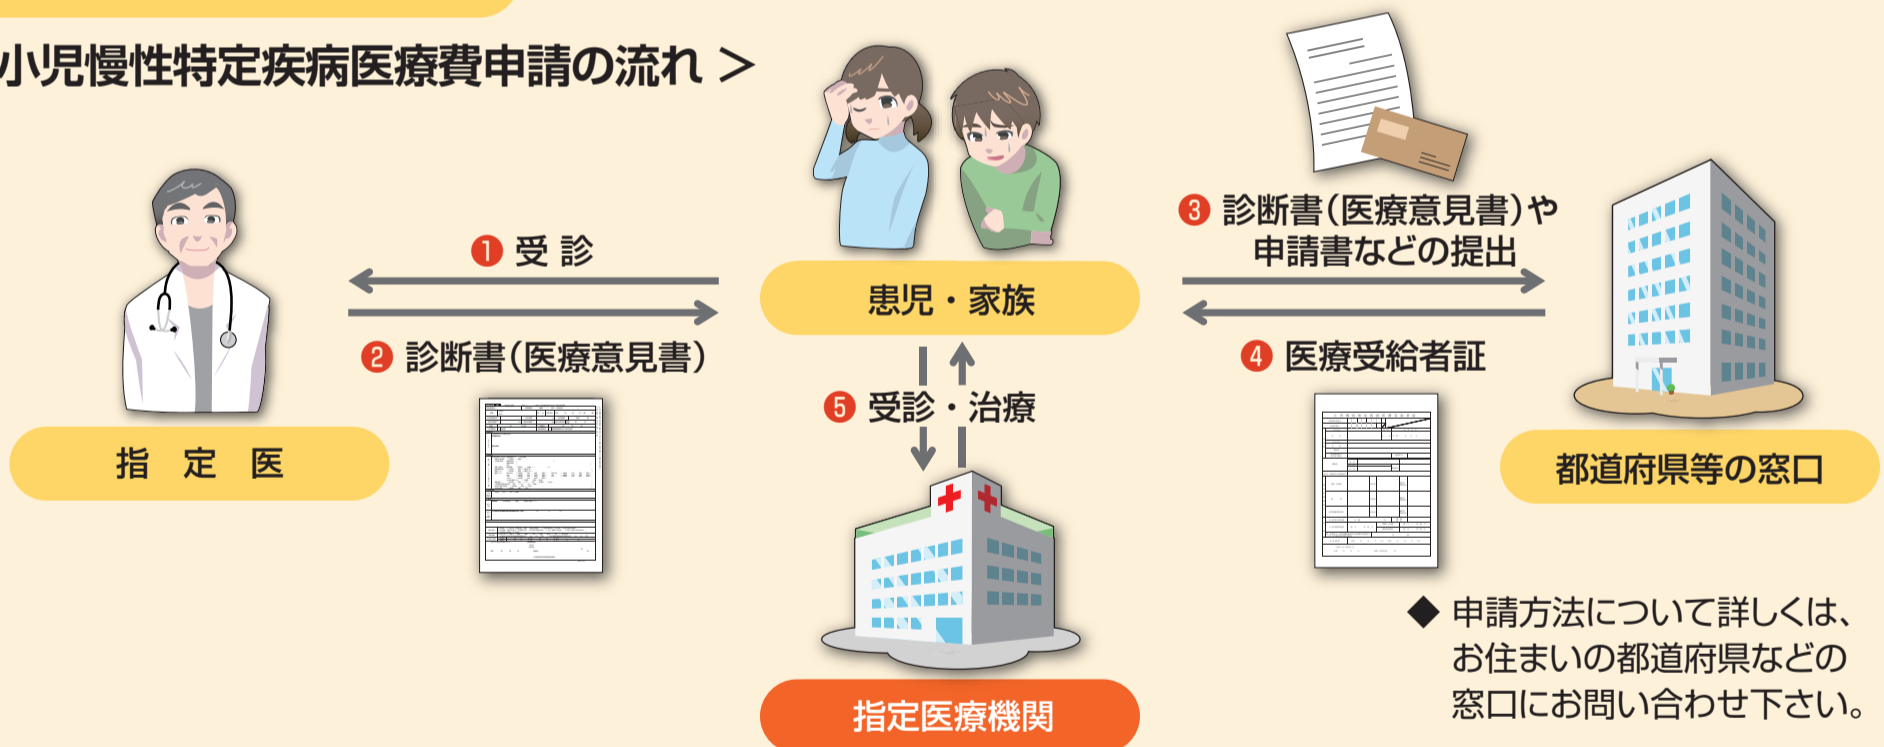 小児慢性特定疾病医療費申請の流れ >
❶ 受 診
❷ 診断書(医療意見書)
指 定 医
患児・家族
❸ 診断書(医療意見書)や
申請書などの提出
❹ 医療受給者証
都道府県等の窓口
❺ 受診・治療
指定医療機関
◆ 申請方法について詳しくは、
お住まいの都道府県などの
窓口にお問い合わせ下さい。